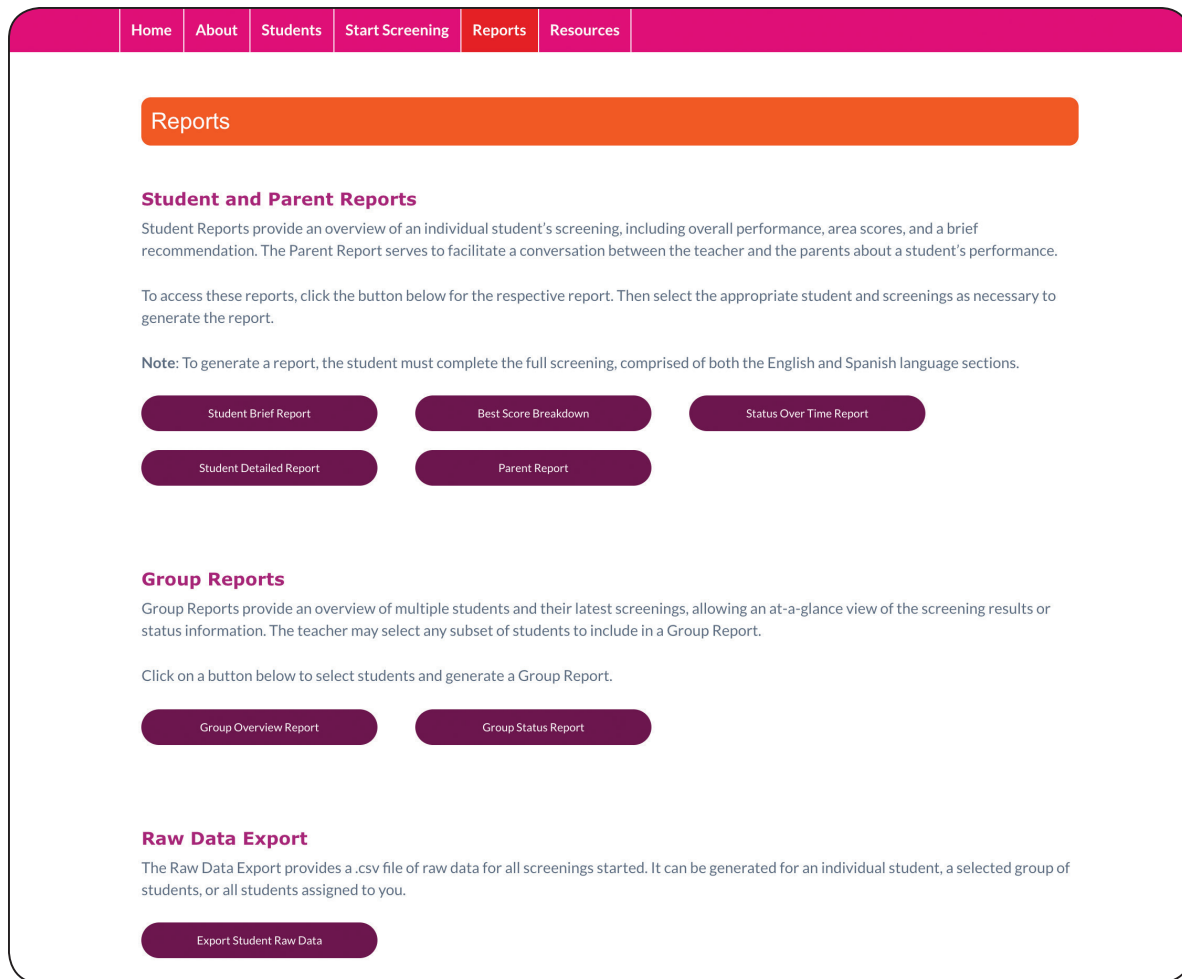 Home About Students Start Screening Reports Resources
Reports
Student and Parent Reports
Student Reports provide an overview of an individual student’s screening, including overall performance, area scores, and a brief
recommendation. The Parent Report serves to facilitate a conversation between the teacher and the parents about a student’s performance.
To access these reports, click the button below for the respective report. Then select the appropriate student and screenings as necessary to
generate the report.
Note: To generate a report, the student must complete the full screening, comprised of both the English and Spanish language sections.
Student Brief Report Best Score Breakdown Status Over Time Report
Student Detailed Report Parent Report
Group Reports
Group Reports provide an overview of multiple students and their latest screenings, allowing an at-a-glance view of the screening results or
status information. The teacher may select any subset of students to include in a Group Report.
Click on a button below to select students and generate a Group Report.
Group Overview Report Group Status Report
Raw Data Export
The Raw Data Export provides a .csv file of raw data for all screenings started. It can be generated for an individual student, a selected group of
students, or all students assigned to you.
Export Student Raw Data